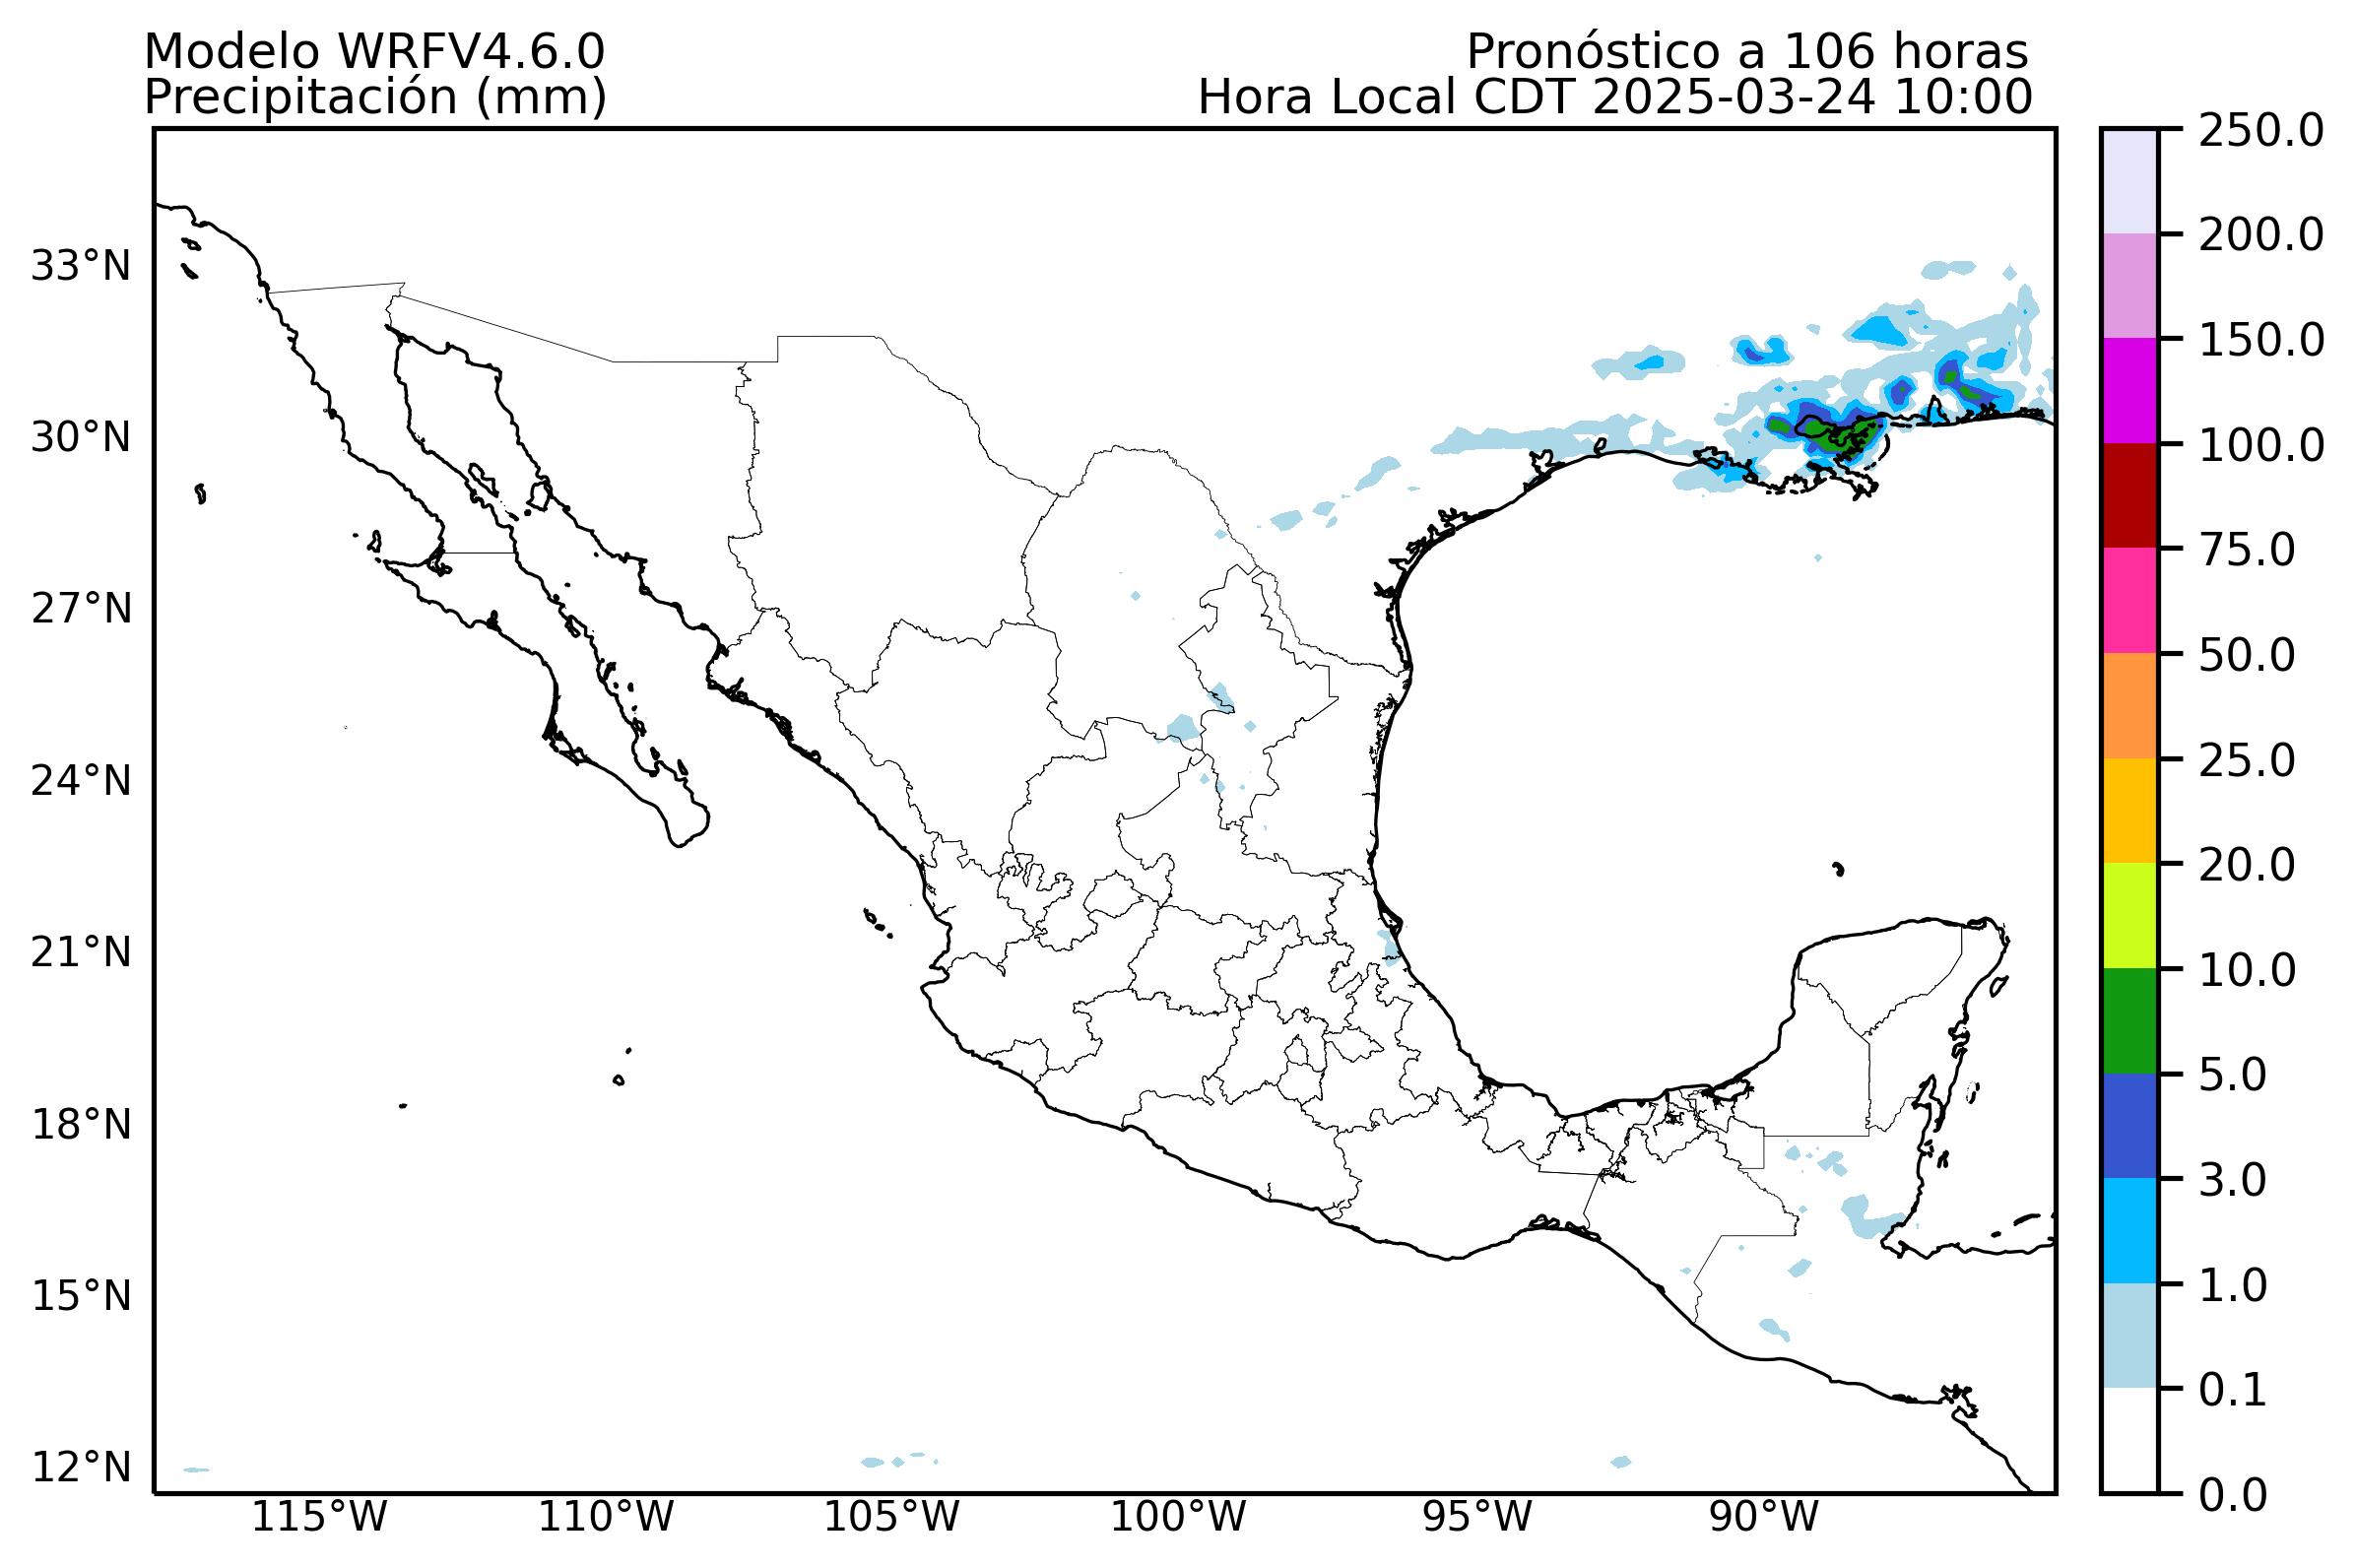 Modelo WRFV4.6.0
Precipitación (mm)
Pronóstico a 106 horas
Hora Local CDT 2025-03-24 10:00
33°N
30°N
27°N
24°N
21°N
18°N
15°N
12°N
115°W
110°W
105°W
100°W
95°W
90°W
250.0
200.0
150.0
100.0
75.0
50.0
25.0
20.0
10.0
5.0
3.0
1.0
0.1
0.0